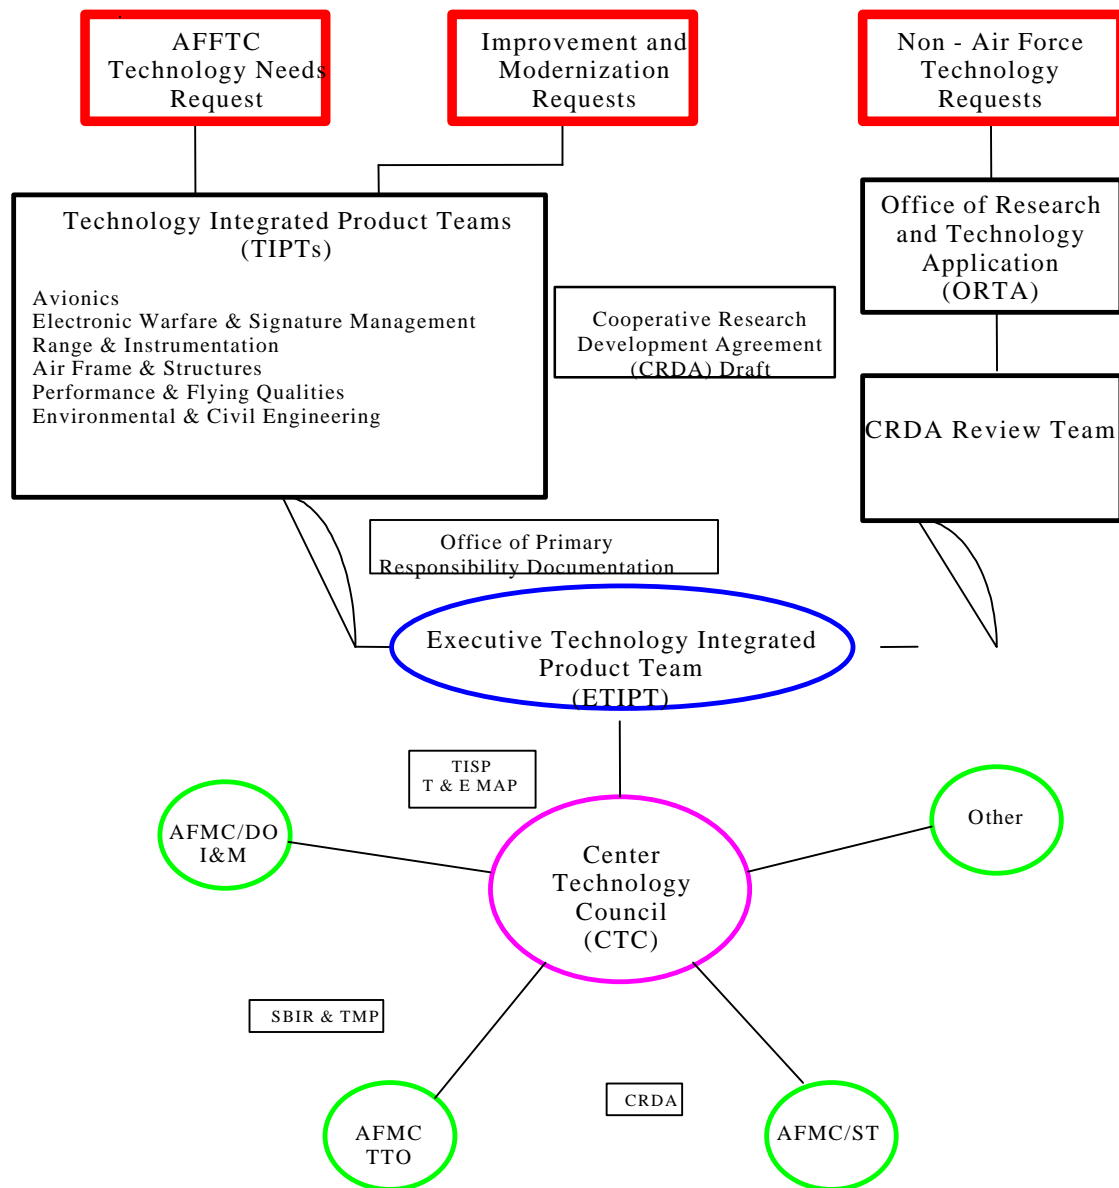 AFFTC
Technology Needs
Request
Improvement and
Modernization
Requests
Non - Air Force
Technology
Requests
Technology Integrated Product Teams
(TIPTs)
Avionics
Electronic Warfare & Signature Management
Range & Instrumentation
Air Frame & Structures
Performance & Flying Qualities
Environmental & Civil Engineering
Office of Research
and Technology
Application
(ORTA)
Cooperative Research
Development Agreement
(CRDA) Draft
CRDA Review Team
Office of Primary
Responsibility Documentation
Executive Technology Integrated
Product Team
(ETIPT)
TISP
T & E MAP
AFMC/DO
I&M
Other
Center
Technology
Council
(CTC)
SBIR & TMP
CRDA
AFMC
TTO
AFMC/ST